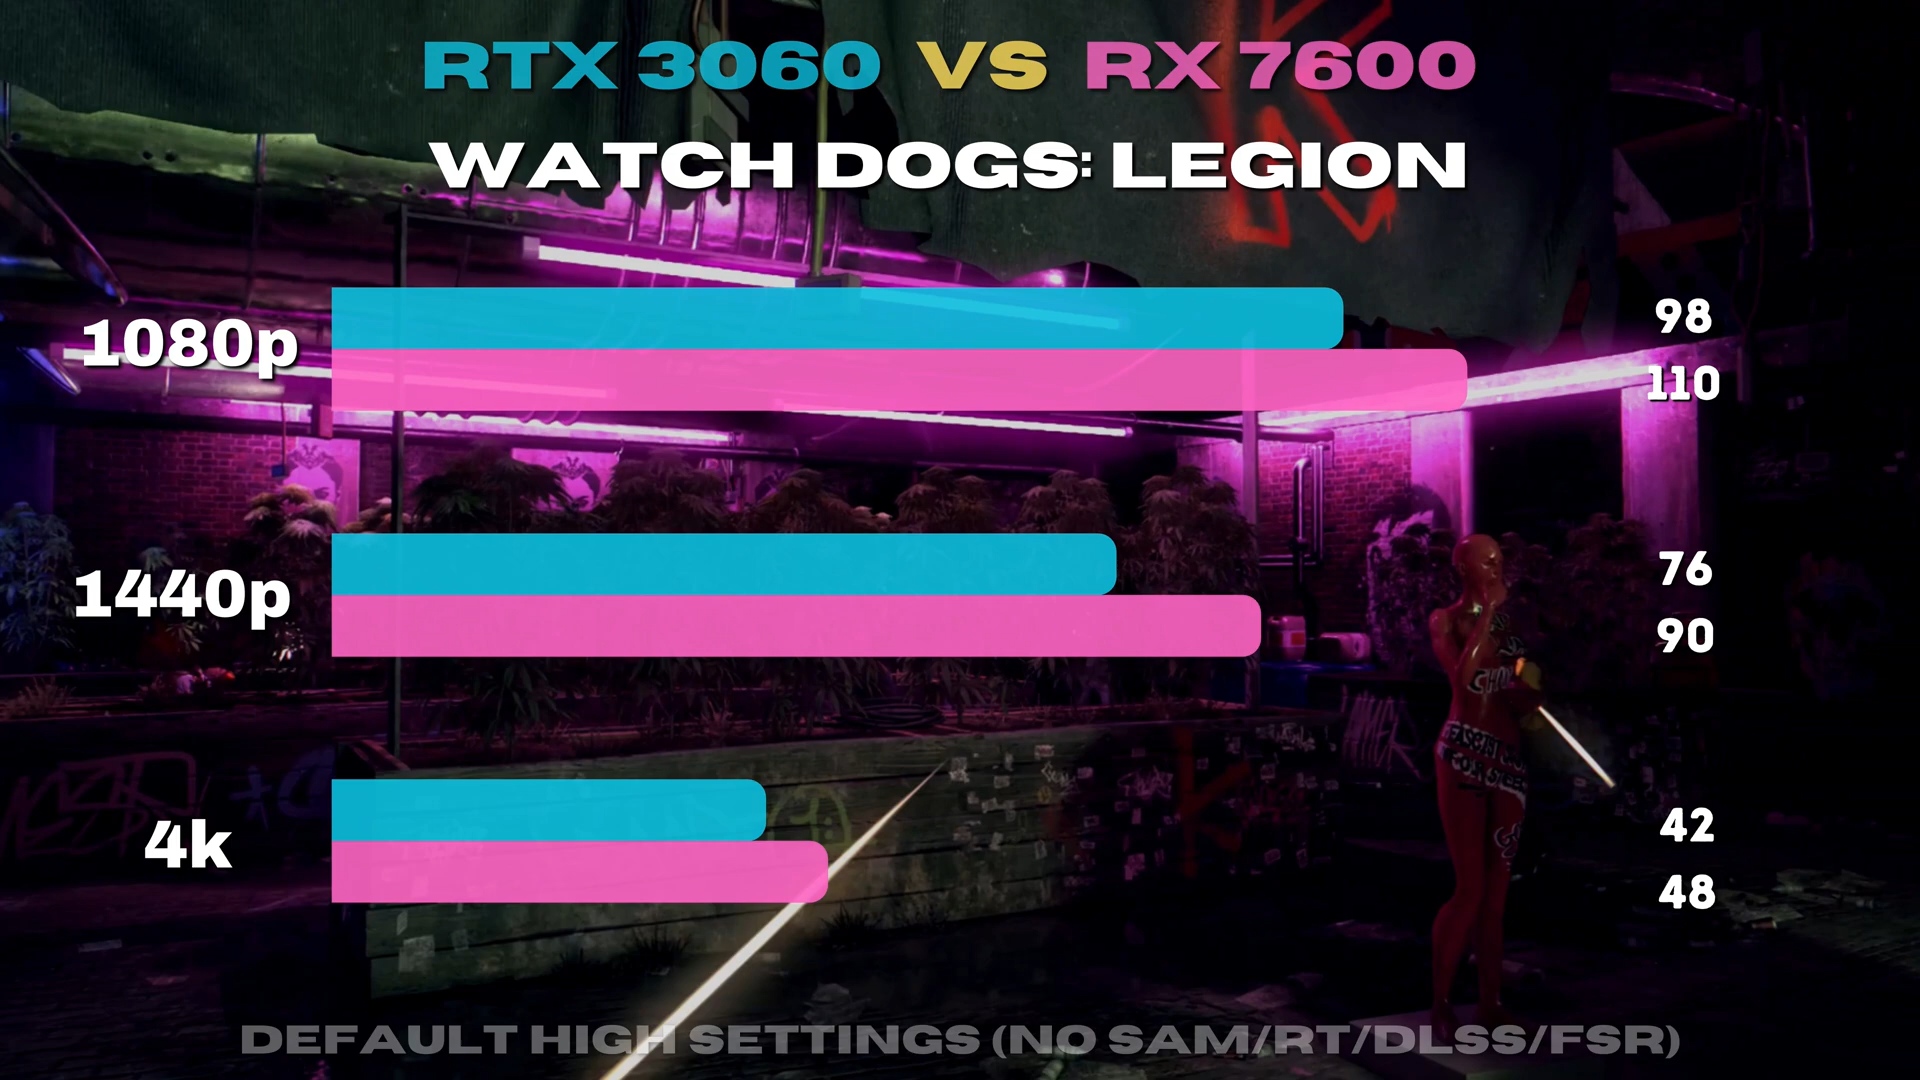 RTX 3060 VS RX 7600
WATCH DOGS: LEGION
1080p
98
110
1440p
76
90
4k
42
48
DEFAULT HIGH SETTINGS (NO SAM/RT/DLSS/FSR)